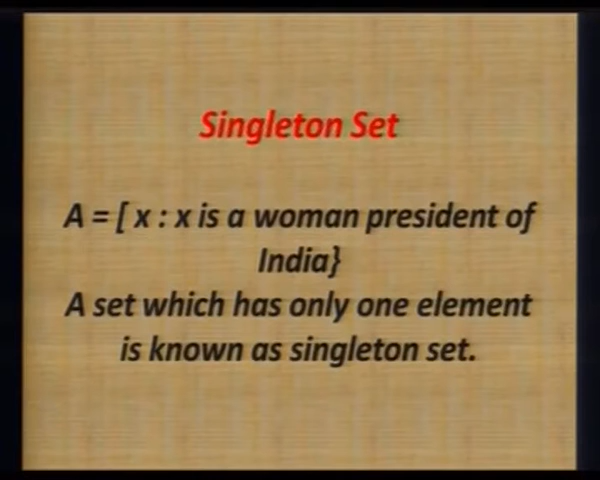 Singleton Set
A = [ x : x is a woman president of
India}
A set which has only one element
is known as singleton set.